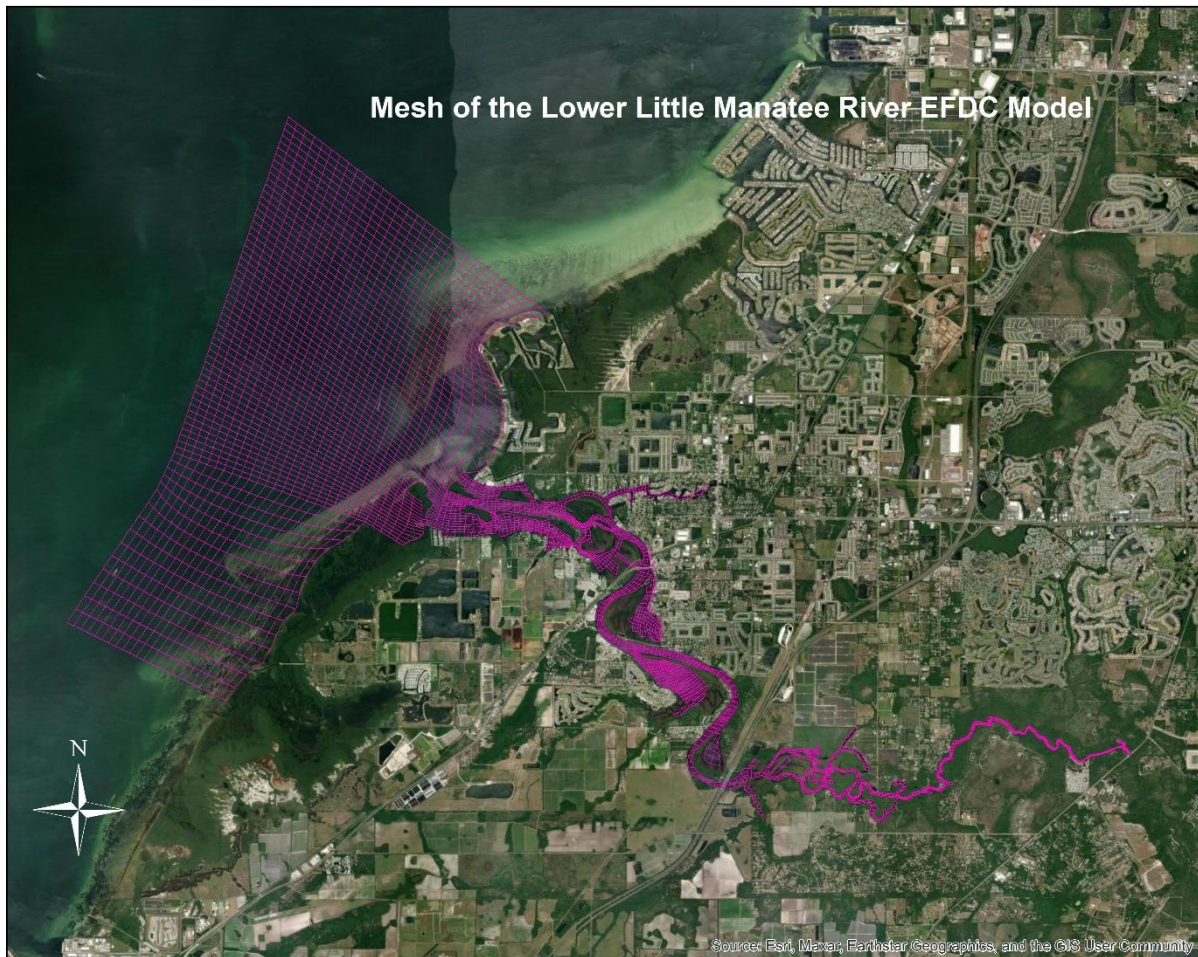 Mesh of the Lower Little Manatee River EFDC Model
N
Source: Esri, Maxar, Earthstar Geographics, and the GIS User Community